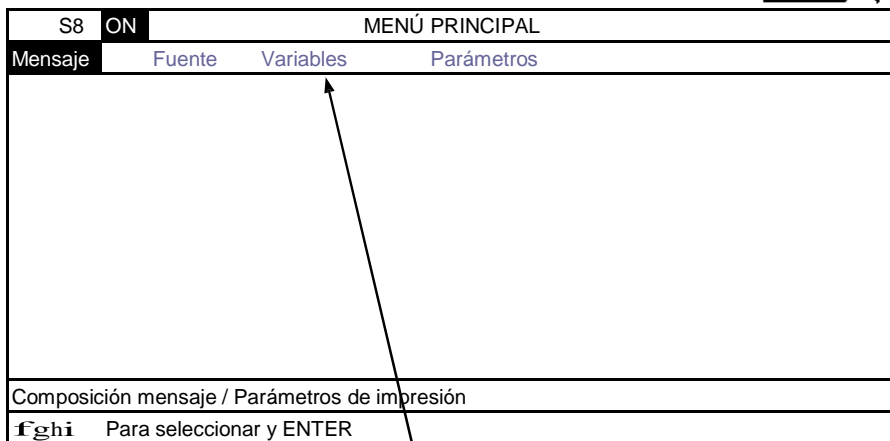 S8 ON MENÚ PRINCIPAL
Mensaje Fuente Variables Parámetros
Composición mensaje / Parámetros de impresión
fghi Para seleccionar y ENTER